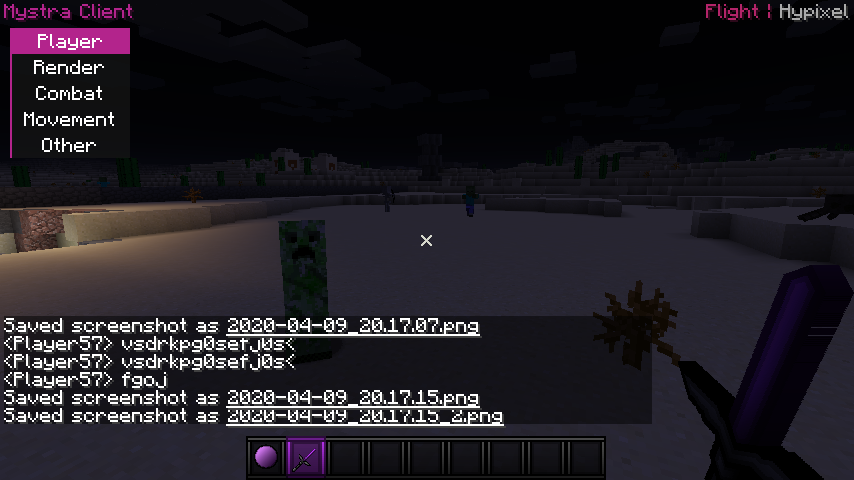 Mystra Client
Flight ¦ Hypixel
Player
Render
Combat
Movement
Other
Saved screenshot as 2020-04-09_20.17.07.png
<Player57> vsdrkpg0sefj0s<
<Player57> vsdrkpg0sefj0s<
<Player57> fgoj
Saved screenshot as 2020-04-09_20.17.15.png
Saved screenshot as 2020-04-09_20.17.15_2.png